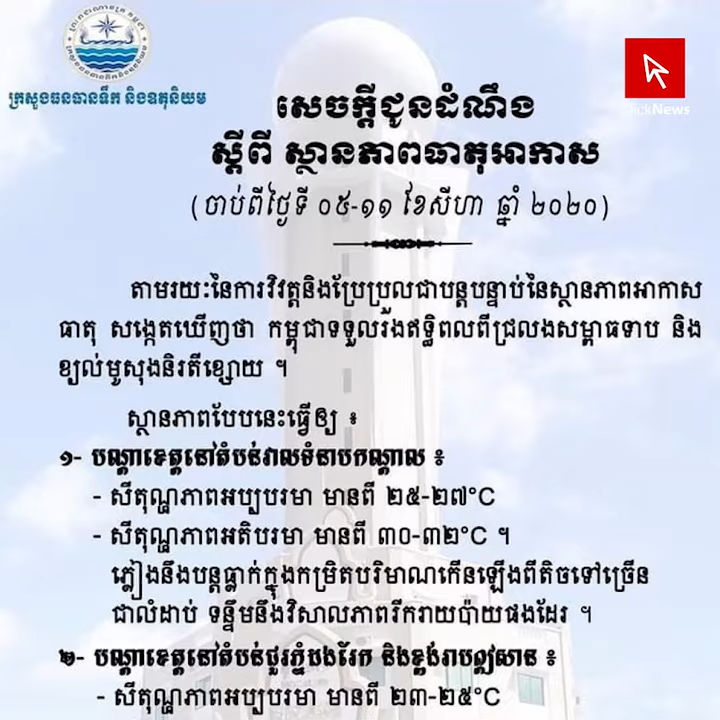 ក្រសួងធនធានទឹក និងឧតុនិយម
ClickNews
សេចក្តីជូនដំណឹង
ស្តីពី ស្ថានភាពធាតុអាកាស
(ចាប់ពីថ្ងៃទី ០៥-១១ ខែសីហា ឆ្នាំ ២០២០)
តាមរយៈនៃការវិវត្តនិងប្រែប្រួលជាបន្តបន្ទាប់នៃស្ថានភាពអាកាស
ធាតុ សង្កេតឃើញថា កម្ពុជាទទួលរងឥទ្ធិពលពីជ្រលងសម្ពាធទាប និង
ខ្យល់មូសុងនិរតីខ្សោយ ។
ស្ថានភាពបែបនេះធ្វើឲ្យ ៖
១- បណ្តាខេត្តនៅតំបន់វាលទំនាបកណ្តាល ៖
- សីតុណ្ហភាពអប្បបរមា មានពី ២៥-២៧°C
- សីតុណ្ហភាពអតិបរមា មានពី ៣០-៣២°C ។
ភ្លៀងនឹងបន្តធ្លាក់ក្នុងកម្រិតបរិមាណកើនឡើងពីតិចទៅច្រើន
ជាលំដាប់ ទន្ទឹមនឹងវិសាលភាពរីករាយប៉ាយផងដែរ ។
២- បណ្តាខេត្តនៅតំបន់ជួរភ្នំដងរែក និងខ្ពង់រាបឦសាន ៖
- សីតុណ្ហភាពអប្បបរមា មានពី ២៣-២៥°C